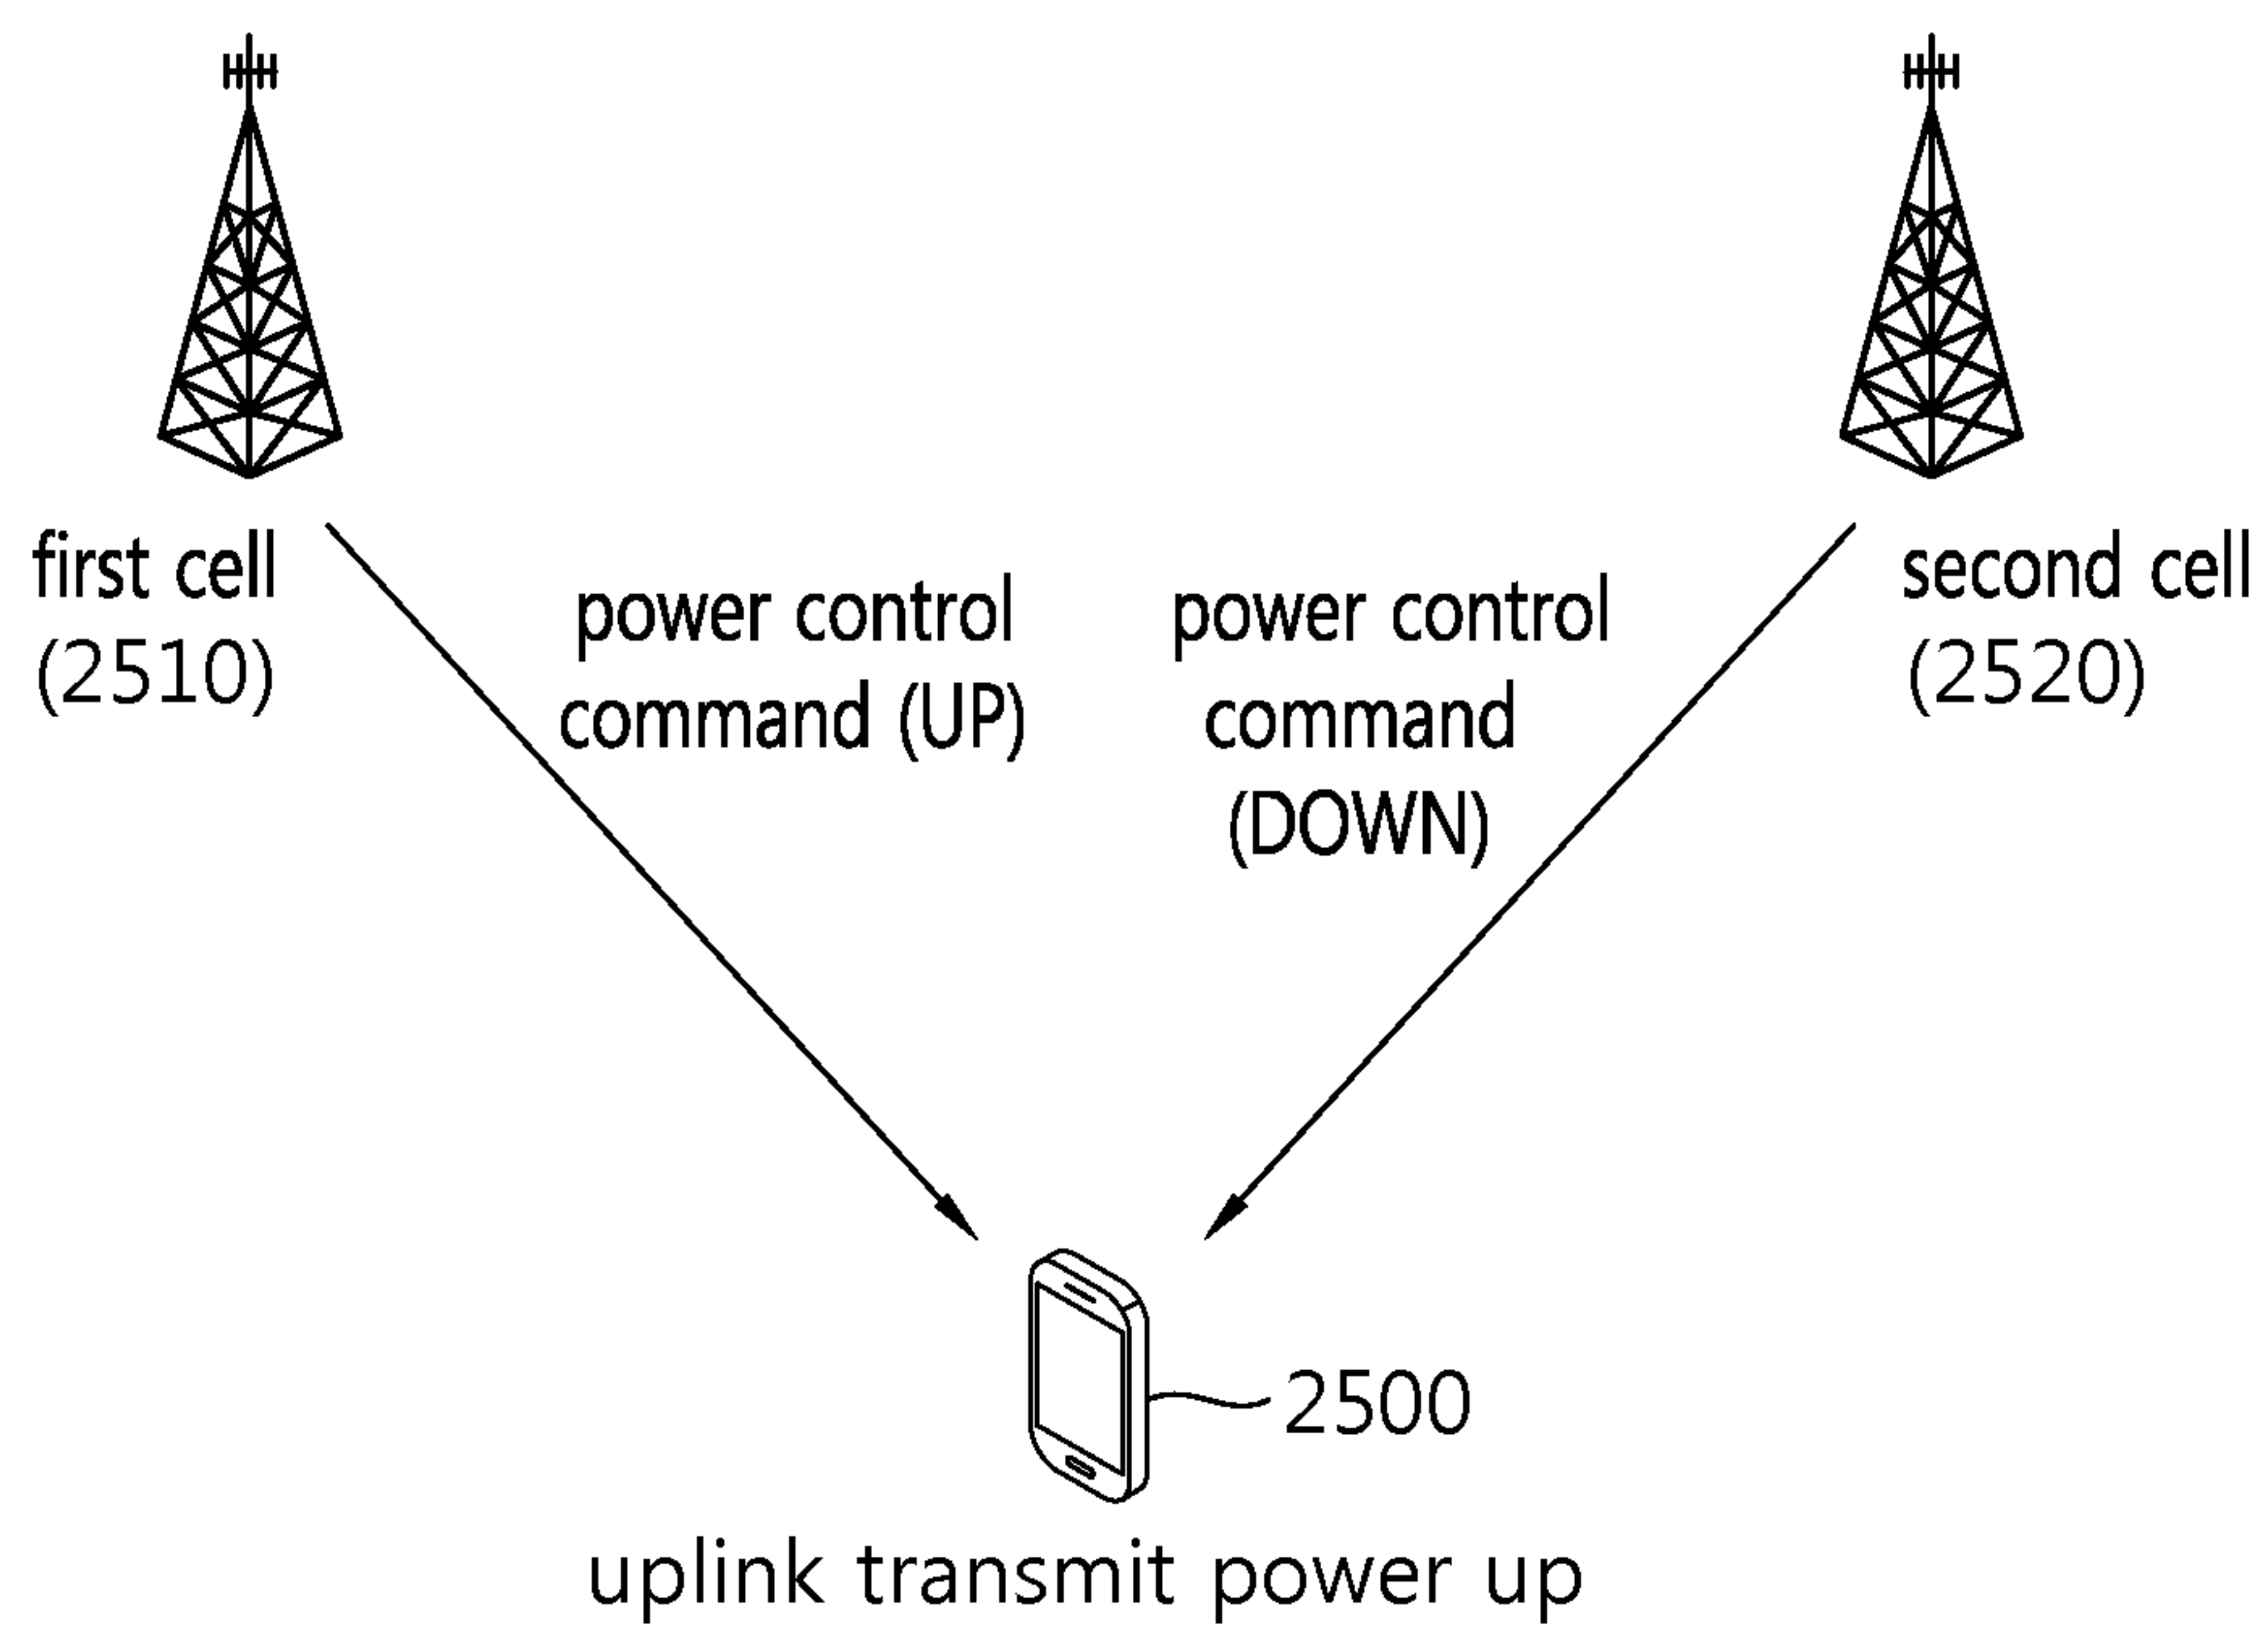 first cell
(2510)
power control
command (UP)
power control
command
(DOWN)
second cell
(2520)
2500
uplink transmit power up